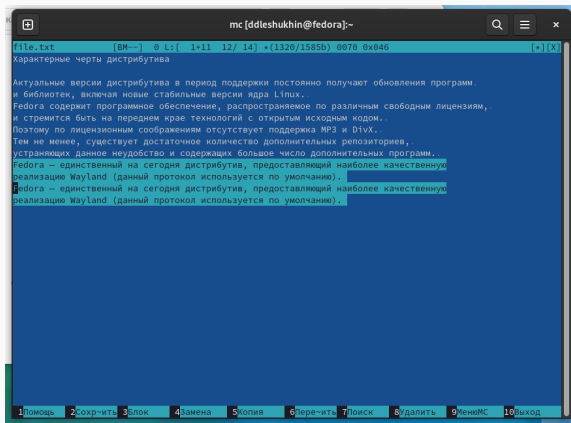 mc [ddleshukhin@fedora]:~
file.txt [BM--] 0 L:[ 1+11 12/ 14] *(1320/1585b) 0070 0x046 [*][X]
Характерные черты дистрибутива
Актуальные версии дистрибутива в период поддержки постоянно получают обновления программ.
и библиотек, включая новые стабильные версии ядра Linux..
Fedora содержит программное обеспечение, распространяемое по различным свободным лицензиям,.
и стремится быть на переднем крае технологий с открытым исходным кодом..
Поэтому по лицензионным соображениям отсутствует поддержка MP3 и DivX..
Тем не менее, существует достаточное количество дополнительных репозиториев,.
устраняющих данное неудобство и содержащих большое число дополнительных программ..
Fedora — единственный на сегодня дистрибутив, предоставляющий наиболее качественную
реализацию Wayland (данный протокол используется по умолчанию).
Fedora — единственный на сегодня дистрибутив, предоставляющий наиболее качественную
реализацию Wayland (данный протокол используется по умолчанию).
1Помощь 2Сохр~ить 3Блок 4Замена 5Копия 6Пере~ить 7Поиск 8Удалить 9МенюMC 10Выход